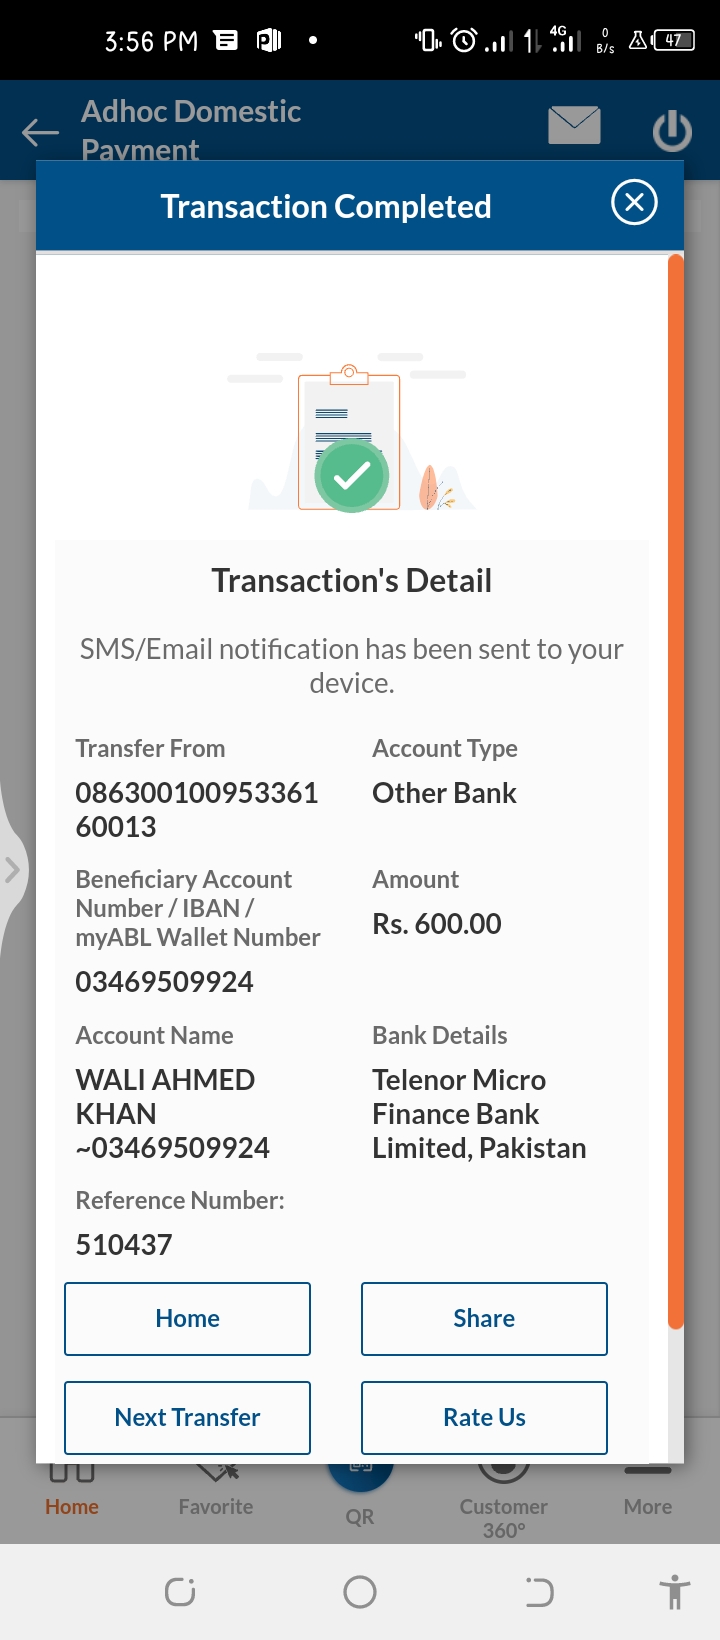 3:56 PM
4G
0
B/s
47
Adhoc Domestic
Payment
Transaction Completed
Transaction's Detail
SMS/Email notification has been sent to your
device.
Transfer From
Account Type
086300100953361
60013
Other Bank
Beneficiary Account
Number / IBAN /
myABL Wallet Number
Amount
Rs. 600.00
03469509924
Account Name
Bank Details
WALI AHMED
KHAN
~03469509924
Telenor Micro
Finance Bank
Limited, Pakistan
Reference Number:
510437
Home
Share
Next Transfer
Rate Us
Home
Favorite
QR
Customer
360°
More